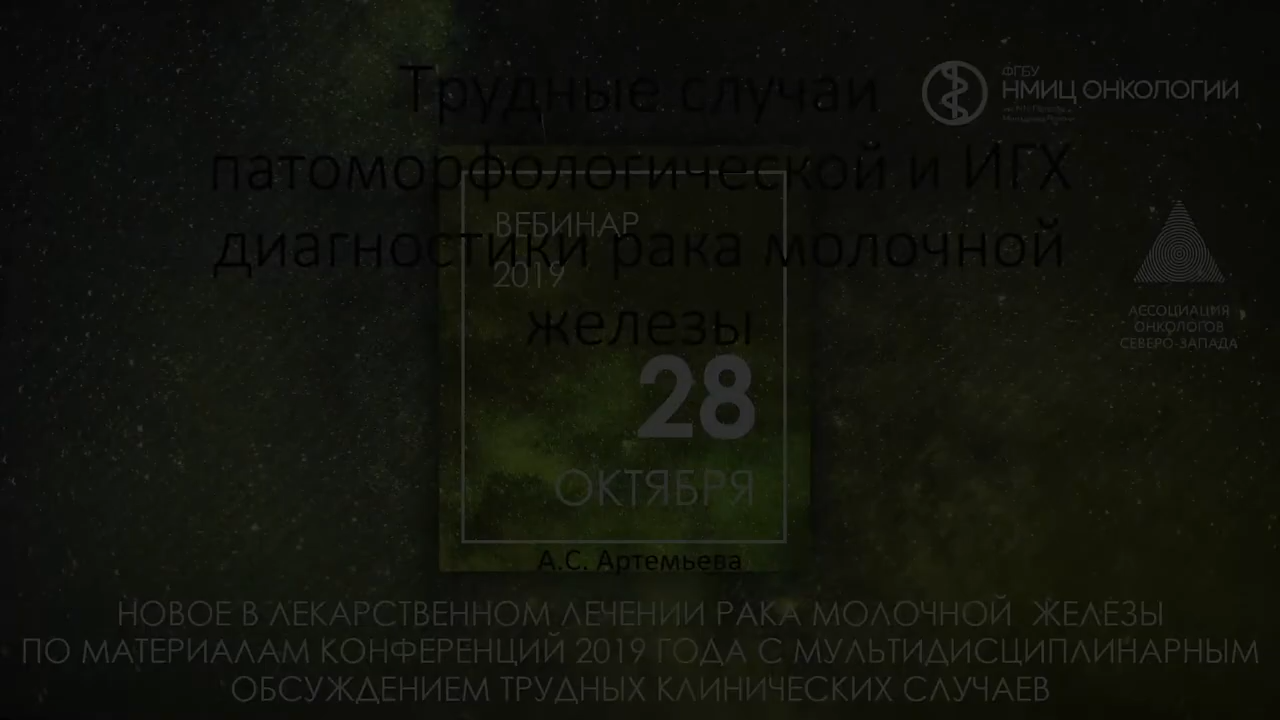 Трудные случаи
патоморфологической и ИГХ
диагностики рака молочной
железы
А.С. Артемьева
ФГБУ
НМИЦ ОНКОЛОГИИ
ВЕБИНАР
2019
28
ОКТЯБРЯ
АССОЦИАЦИЯ
ОНКОЛОГОВ
СЕВЕРО-ЗАПАДА
НОВОЕ В ЛЕКАРСТВЕННОМ ЛЕЧЕНИИ РАКА МОЛОЧНОЙ ЖЕЛЕЗЫ
ПО МАТЕРИАЛАМ КОНФЕРЕНЦИЙ 2019 ГОДА С МУЛЬТИДИСЦИПЛИНАРНЫМ
ОБСУЖДЕНИЕМ ТРУДНЫХ КЛИНИЧЕСКИХ СЛУЧАЕВ